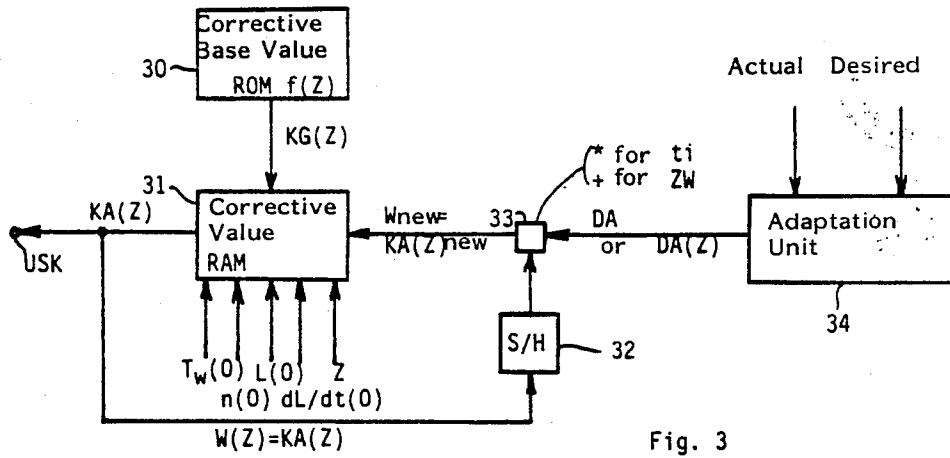 Corrective
Base Value
30
ROM f(Z)
Actual Desired
KG(Z)
* for ti
+ for ZW
31
KA(Z)
Corrective
Value
RAM
Wnew=
KA(Z)new
33
DA
or DA(Z)
Adaptation
Unit
USK
34
S/H
32
Tw(0) L(0) Z
n(0) dL/dt(0)
W(Z)=KA(Z)
Fig. 3